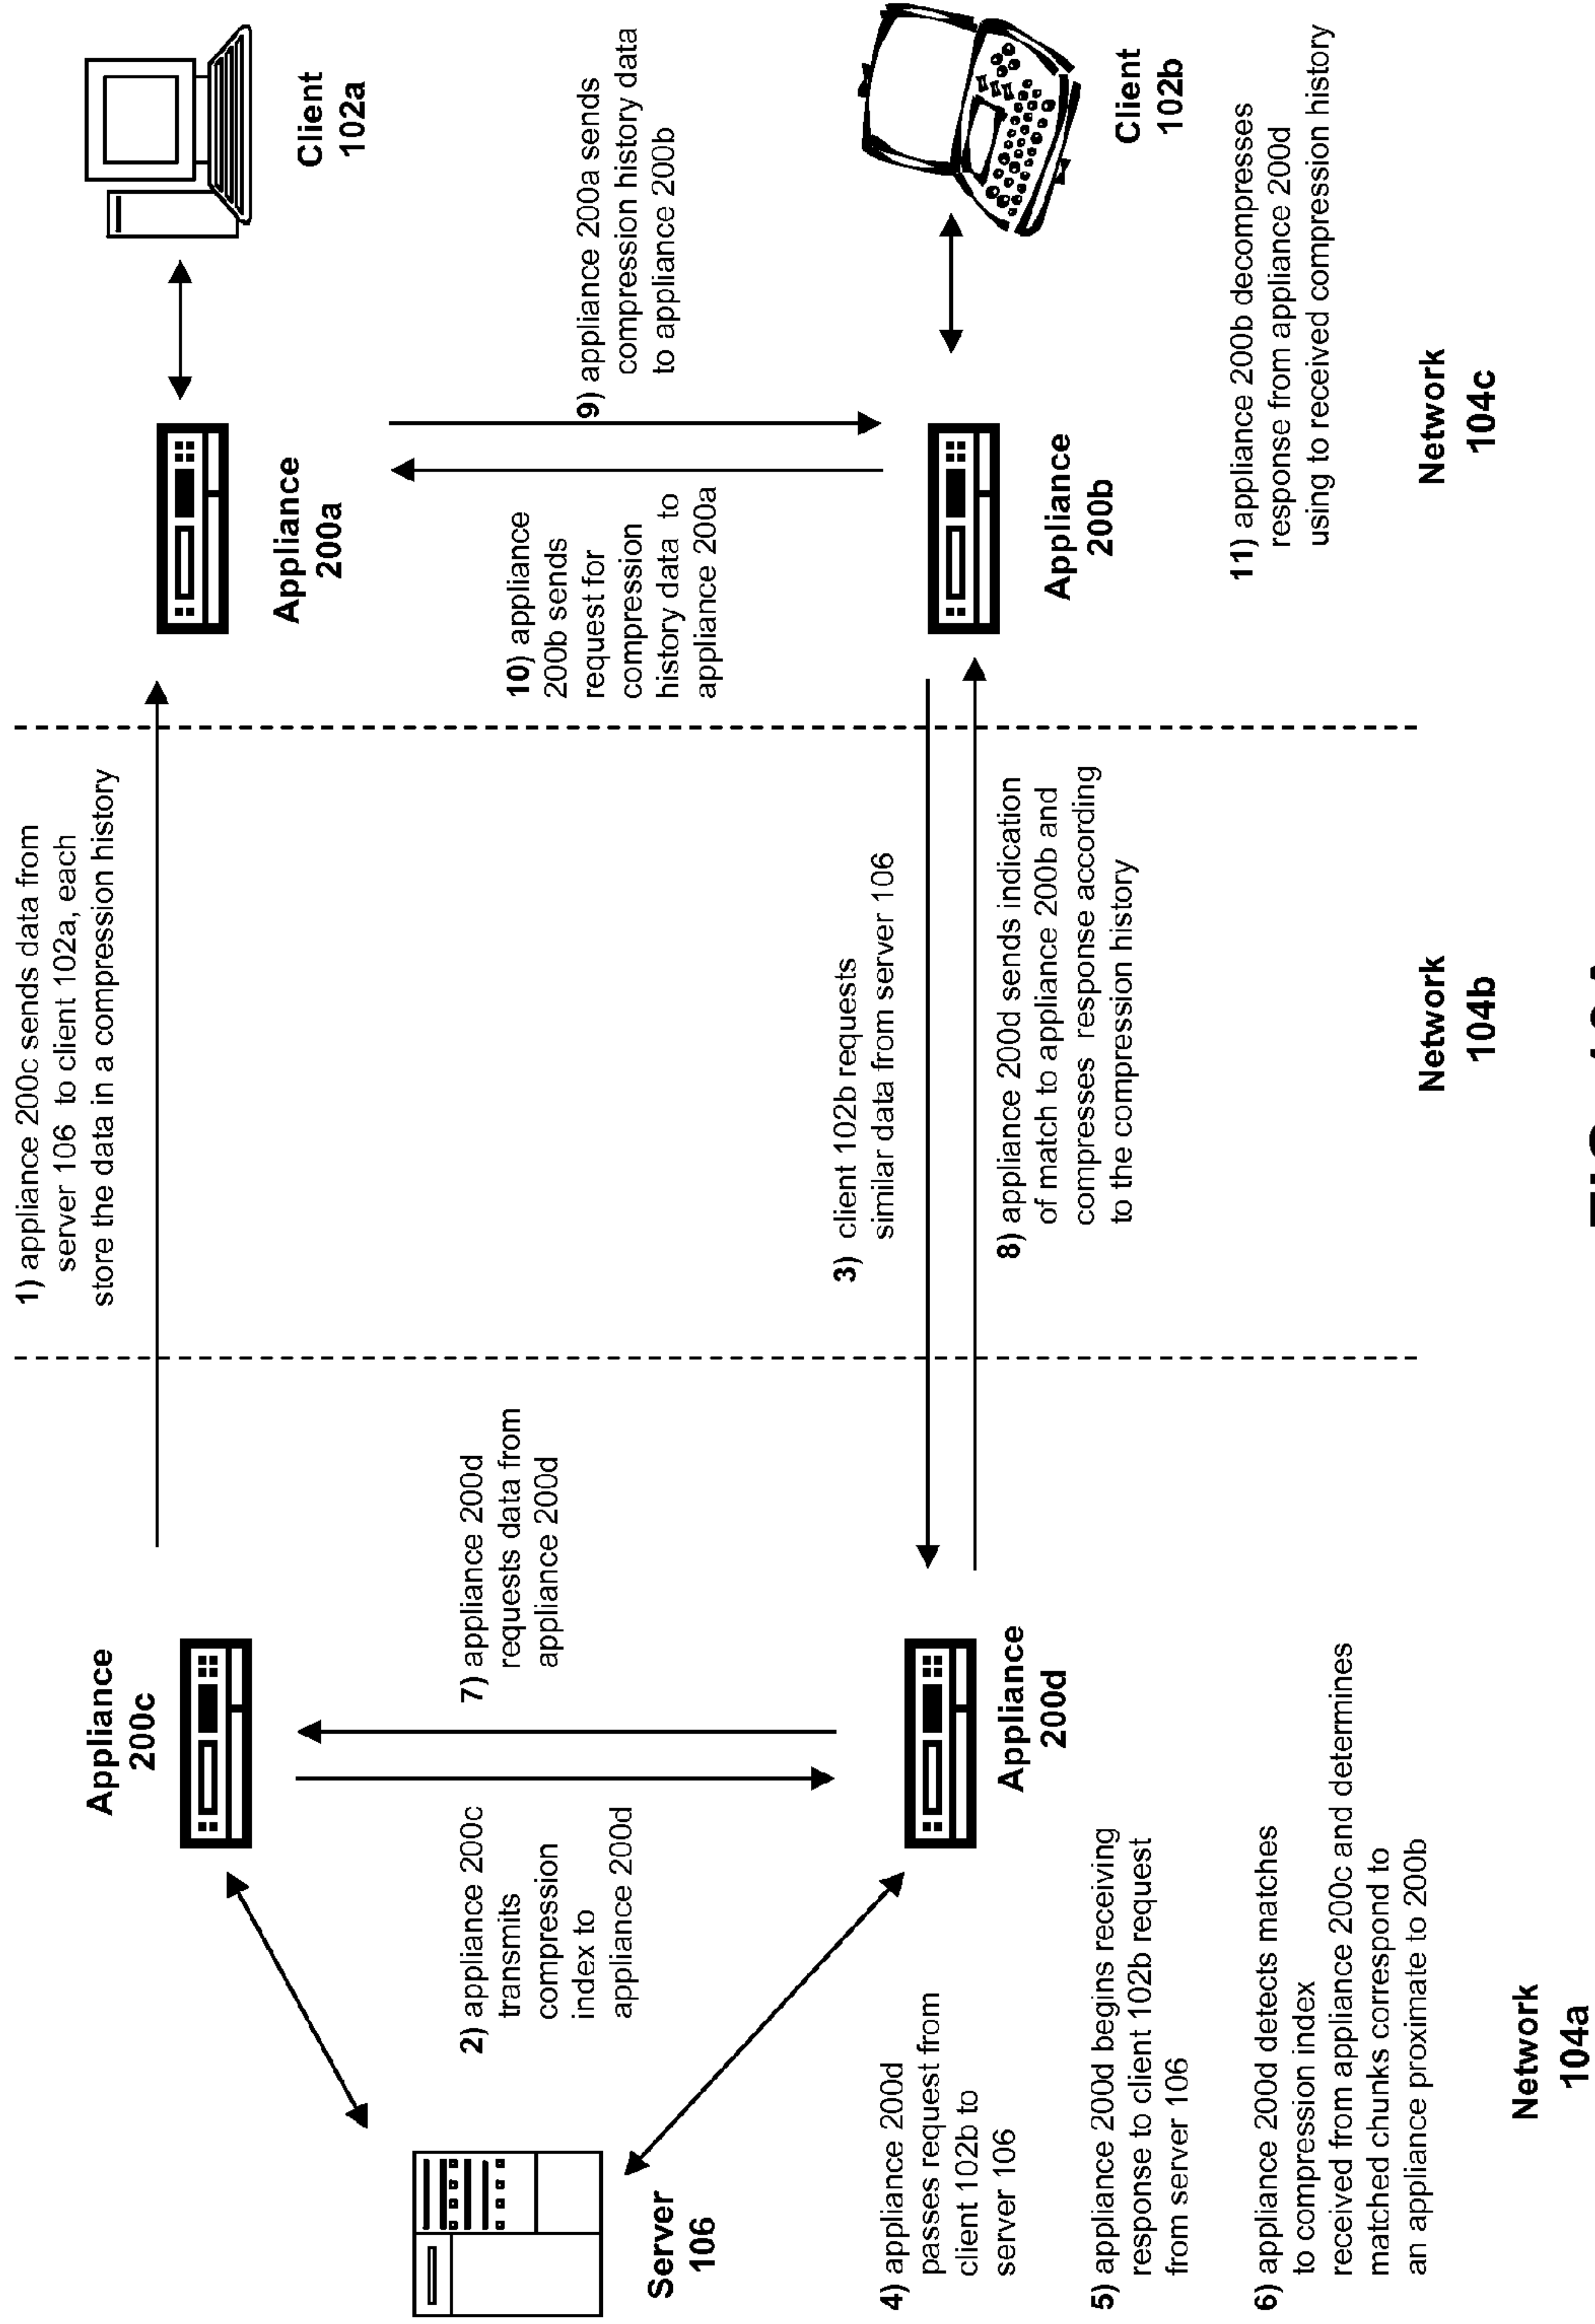 1) appliance 200c sends data from
server 106 to client 102a, each
store the data in a compression history
Appliance
200c
Client
102a
Appliance
200a
2) appliance 200c
transmits
compression
index to
appliance 200d
7) appliance 200d
requests data from
appliance 200d
10) appliance
200b sends
request for
compression
history data to
appliance 200a
9) appliance 200a sends
compression history data
to appliance 200b
Server
106
3) client 102b requests
similar data from server 106
4) appliance 200d
passes request from
client 102b to
server 106
Appliance
200d
8) appliance 200d sends indication
of match to appliance 200b and
compresses response according
to the compression history
Appliance
200b
Client
102b
5) appliance 200d begins receiving
response to client 102b request
from server 106
6) appliance 200d detects matches
to compression index
received from appliance 200c and determines
matched chunks correspond to
an appliance proximate to 200b
11) appliance 200b decompresses
response from appliance 200d
using to received compression history
Network
104a
Network
104b
Network
104c